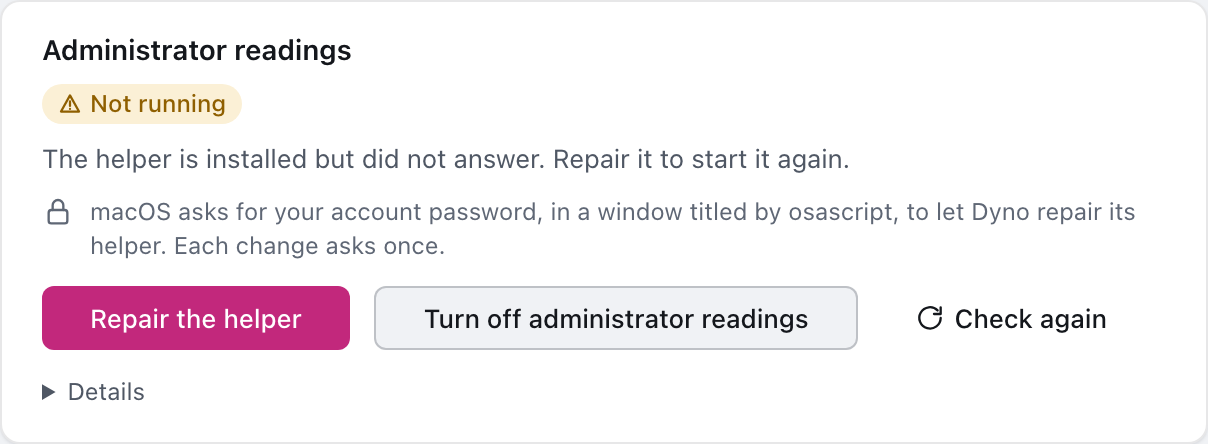 Administrator readings
Not running
The helper is installed but did not answer. Repair it to start it again.
macOS asks for your account password, in a window titled by osascript, to let Dyno repair its
helper. Each change asks once.
Repair the helper
Turn off administrator readings
Check again
Details